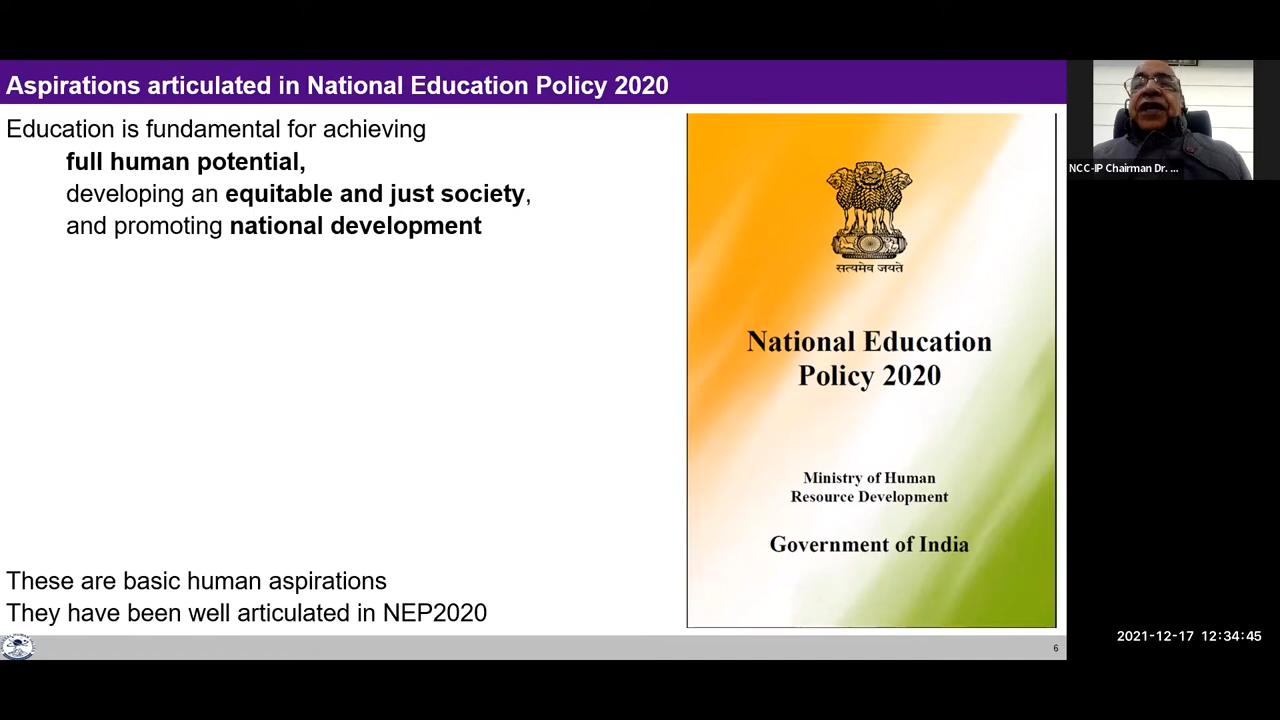 Aspirations articulated in National Education Policy 2020
Education is fundamental for achieving
full human potential,
developing an equitable and just society,
and promoting national development
These are basic human aspirations
They have been well articulated in NEP2020
सत्यमेव जयते
National Education
Policy 2020
Ministry of Human
Resource Development
Government of India
6
NCC-IP Chairman Dr. ...
2021-12-17 12:34:45